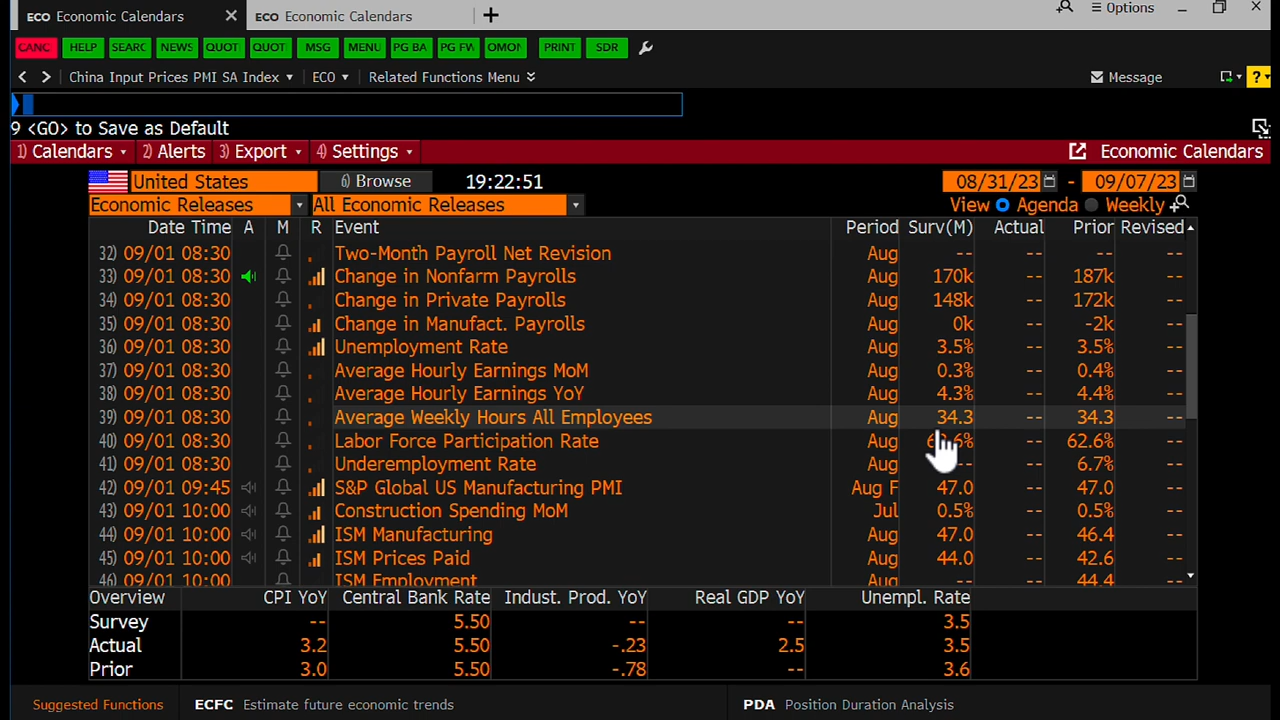 ECO Economic Calendars ECO Economic Calendars Options
CANC HELP SEARC NEWS QUOT QUOT MSG MENU PG BA PG FW OMON PRINT SDR
China Input Prices PMI SA Index ECO Related Functions Menu Message ?
9 <GO> to Save as Default
1) Calendars 2) Alerts 3) Export 4) Settings Economic Calendars
United States Browse 19:22:51 08/31/23 - 09/07/23
Economic Releases All Economic Releases View Agenda Weekly
Date Time A M R Event Period Surv(M) Actual Prior Revised
32) 09/01 08:30 Two-Month Payroll Net Revision Aug -- -- -- --
33) 09/01 08:30 Change in Nonfarm Payrolls Aug 170k -- 187k --
34) 09/01 08:30 Change in Private Payrolls Aug 148k -- 172k --
35) 09/01 08:30 Change in Manufact. Payrolls Aug 0k -- -2k --
36) 09/01 08:30 Unemployment Rate Aug 3.5% -- 3.5% --
37) 09/01 08:30 Average Hourly Earnings MoM Aug 0.3% -- 0.4% --
38) 09/01 08:30 Average Hourly Earnings YoY Aug 4.3% -- 4.4% --
39) 09/01 08:30 Average Weekly Hours All Employees Aug 34.3 -- 34.3 --
40) 09/01 08:30 Labor Force Participation Rate Aug -- 62.6% --
41) 09/01 08:30 Underemployment Rate Aug -- -- 6.7% --
42) 09/01 09:45 S&P Global US Manufacturing PMI Aug F 47.0 -- 47.0 --
43) 09/01 10:00 Construction Spending MoM Jul 0.5% -- 0.5% --
44) 09/01 10:00 ISM Manufacturing Aug 47.0 -- 46.4 --
45) 09/01 10:00 ISM Prices Paid Aug 44.0 -- 42.6 --
46) 09/01 10:00 ISM Employment Aug -- -- 44.4 --
Overview CPI YoY Central Bank Rate Indust. Prod. YoY Real GDP YoY Unempl. Rate
Survey -- 5.50 -- -- 3.5
Actual 3.2 5.50 -.23 2.5 3.5
Prior 3.0 5.50 -.78 -- 3.6
Suggested Functions ECFC Estimate future economic trends PDA Position Duration Analysis